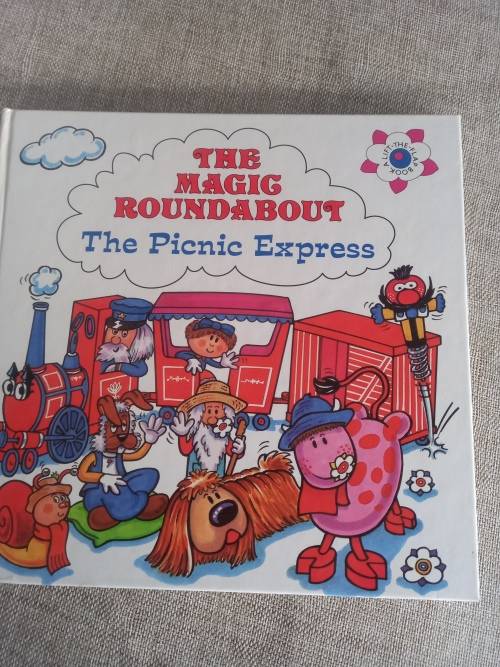 THE
MAGIC
ROUNDABOUT
The Picnic Express
A LIFT-THE-FLAP BOOK